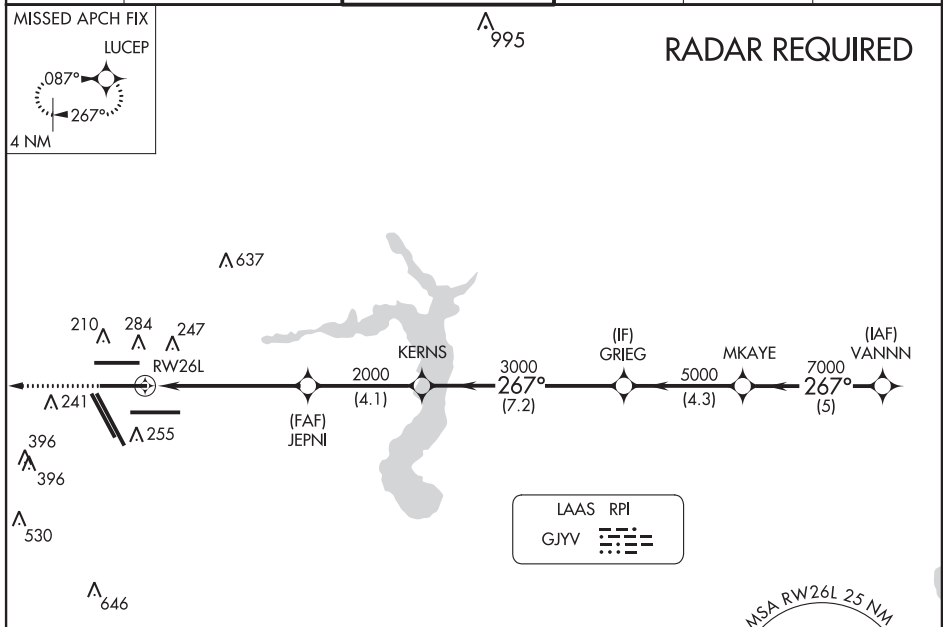 MISSED APCH FIX
LUCEP
087°
267°
4 NM
995
RADAR REQUIRED
637
210
284
247
RW26L
241
255
396
396
530
646
(FAF)
JEPNI
2000
(4.1)
KERNS
3000
267°
(7.2)
(IF)
GRIEG
5000
(4.3)
MKAYE
7000
267°
(5)
(IAF)
VANNN
LAAS RPI
GJYV
MSA RW26L 25 NM